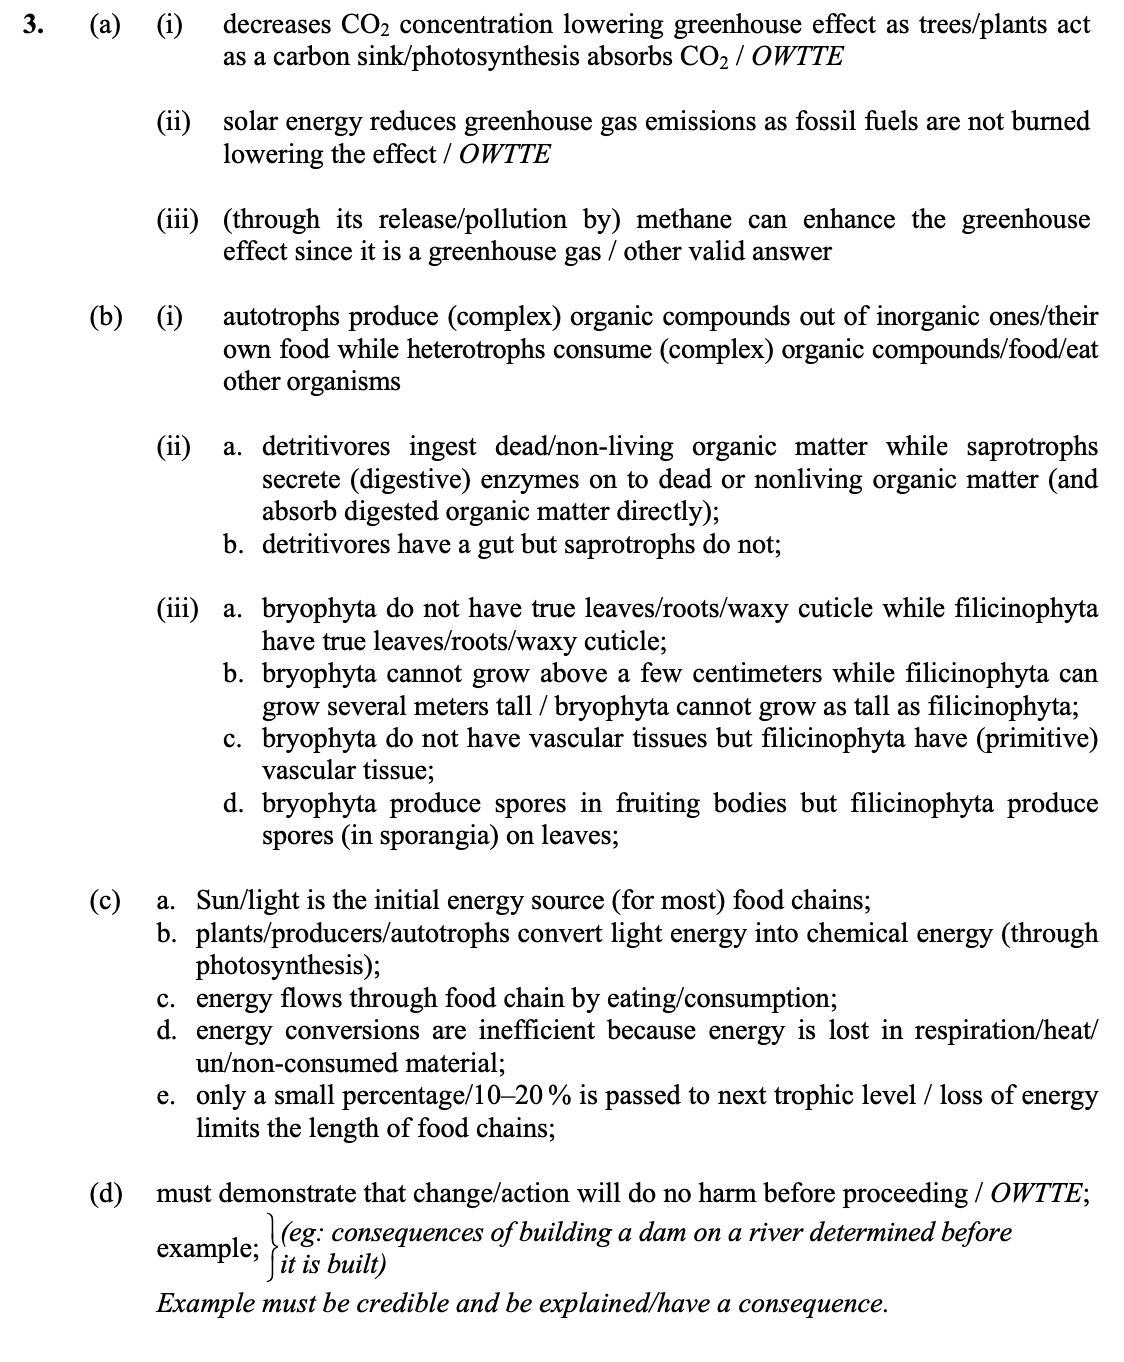 3. (a) (i) decreases CO₂ concentration lowering greenhouse effect as trees/plants act
as a carbon sink/photosynthesis absorbs CO₂ / OWTTE
(ii) solar energy reduces greenhouse gas emissions as fossil fuels are not burned
lowering the effect / OWTTE
(iii) (through its release/pollution by) methane can enhance the greenhouse
effect since it is a greenhouse gas / other valid answer
(b) (i) autotrophs produce (complex) organic compounds out of inorganic ones/their
own food while heterotrophs consume (complex) organic compounds/food/eat
other organisms
(ii) a. detritivores ingest dead/non-living organic matter while saprotrophs
secrete (digestive) enzymes on to dead or nonliving organic matter (and
absorb digested organic matter directly);
b. detritivores have a gut but saprotrophs do not;
(iii) a. bryophyta do not have true leaves/roots/waxy cuticle while filicinophyta
have true leaves/roots/waxy cuticle;
b. bryophyta cannot grow above a few centimeters while filicinophyta can
grow several meters tall / bryophyta cannot grow as tall as filicinophyta;
c. bryophyta do not have vascular tissues but filicinophyta have (primitive)
vascular tissue;
d. bryophyta produce spores in fruiting bodies but filicinophyta produce
spores (in sporangia) on leaves;
(c) a. Sun/light is the initial energy source (for most) food chains;
b. plants/producers/autotrophs convert light energy into chemical energy (through
photosynthesis);
c. energy flows through food chain by eating/consumption;
d. energy conversions are inefficient because energy is lost in respiration/heat/
un/non-consumed material;
e. only a small percentage/10–20 % is passed to next trophic level / loss of energy
limits the length of food chains;
(d) must demonstrate that change/action will do no harm before proceeding / OWTTE;
example; (eg: consequences of building a dam on a river determined before
it is built)
Example must be credible and be explained/have a consequence.